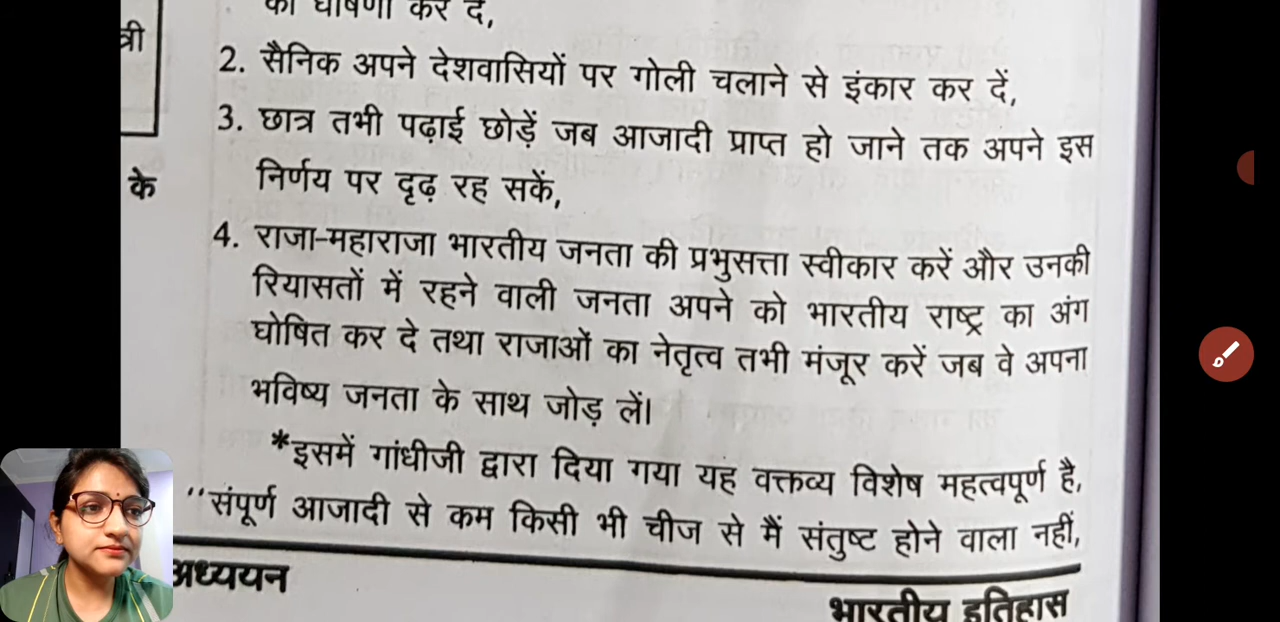 की घोषणा कर दें,
त्री
2. सैनिक अपने देशवासियों पर गोली चलाने से इंकार कर दें,
3. छात्र तभी पढ़ाई छोड़ें जब आजादी प्राप्त हो जाने तक अपने इस
के
निर्णय पर दृढ़ रह सकें,
4. राजा-महाराजा भारतीय जनता की प्रभुसत्ता स्वीकार करें और उनकी
रियासतों में रहने वाली जनता अपने को भारतीय राष्ट्र का अंग
घोषित कर दे तथा राजाओं का नेतृत्व तभी मंजूर करें जब वे अपना
भविष्य जनता के साथ जोड़ लें।
*इसमें गांधीजी द्वारा दिया गया यह वक्तव्य विशेष महत्वपूर्ण है,
''संपूर्ण आजादी से कम किसी भी चीज से मैं संतुष्ट होने वाला नहीं,
अध्ययन
भारतीय इतिहास